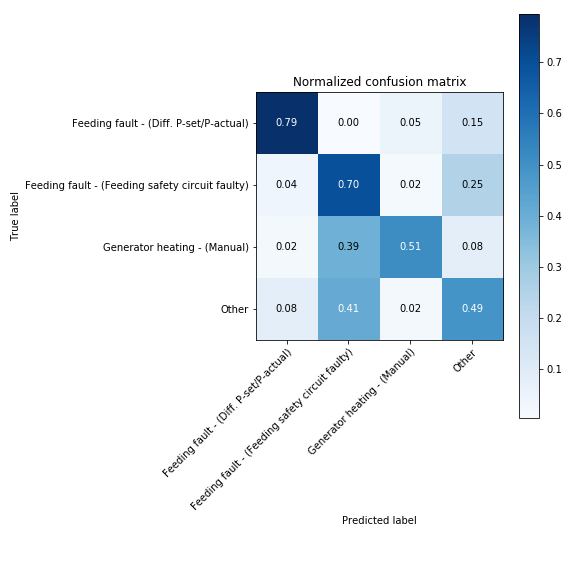 Normalized confusion matrix
True label
Feeding fault - (Diff. P-set/P-actual)
0.79 0.00 0.05 0.15
Feeding fault - (Feeding safety circuit faulty)
0.04 0.70 0.02 0.25
Generator heating - (Manual)
0.02 0.39 0.51 0.08
Other
0.08 0.41 0.02 0.49
Feeding fault - (Diff. P-set/P-actual)
Feeding fault - (Feeding safety circuit faulty)
Generator heating - (Manual)
Other
Predicted label
0.7
0.6
0.5
0.4
0.3
0.2
0.1